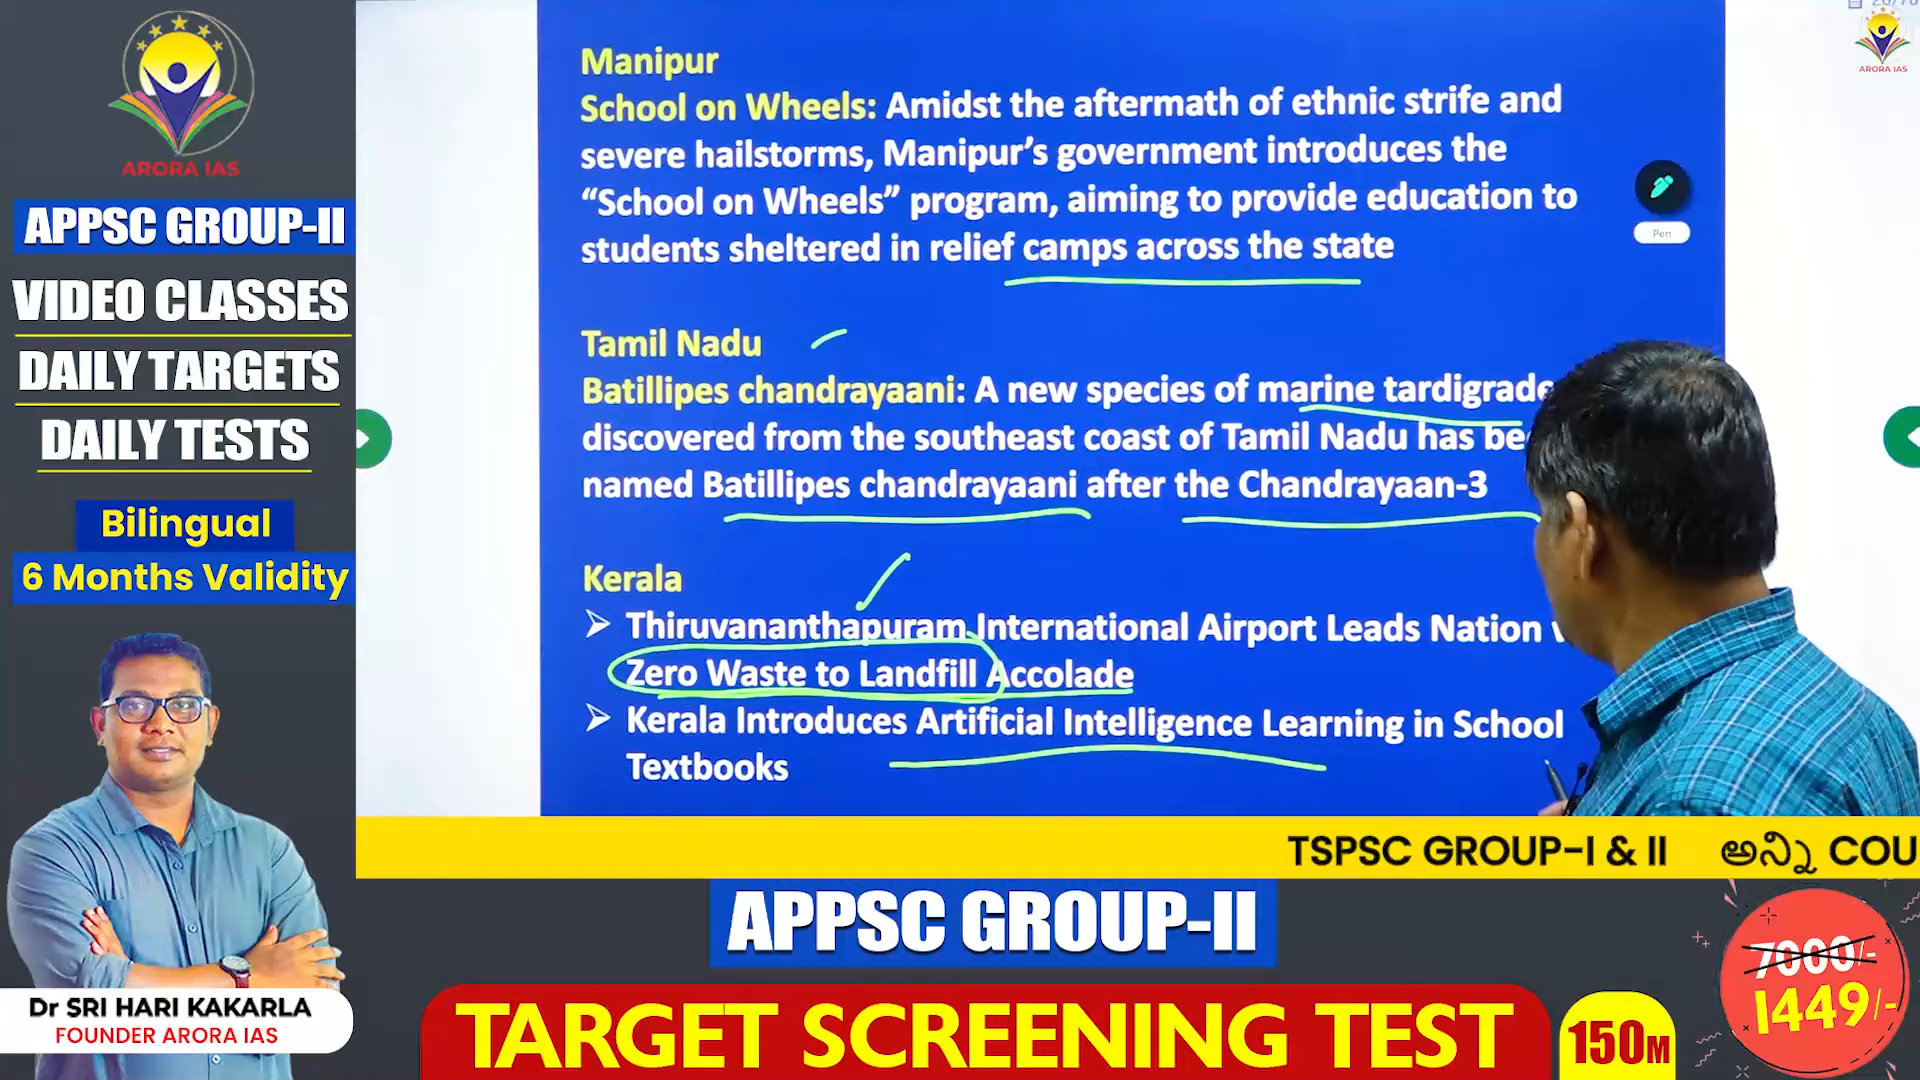 ARORA IAS
APPSC GROUP-II
VIDEO CLASSES
DAILY TARGETS
DAILY TESTS
Bilingual
6 Months Validity
Dr SRI HARI KAKARLA
FOUNDER ARORA IAS
Manipur
School on Wheels: Amidst the aftermath of ethnic strife and
severe hailstorms, Manipur’s government introduces the
“School on Wheels” program, aiming to provide education to
students sheltered in relief camps across the state
Tamil Nadu
Batillipes chandrayaani: A new species of marine tardigrade
discovered from the southeast coast of Tamil Nadu has
named Batillipes chandrayaani after the Chandrayaan-3
Kerala
➢ Thiruvananthapuram International Airport Leads Nation
Zero Waste to Landfill Accolade
➢ Kerala Introduces Artificial Intelligence Learning in School
Textbooks
Pen
ARORA IAS
TSPSC GROUP-I & II అన్ని COU
APPSC GROUP-II
TARGET SCREENING TEST
150M
7000/-
1449/-